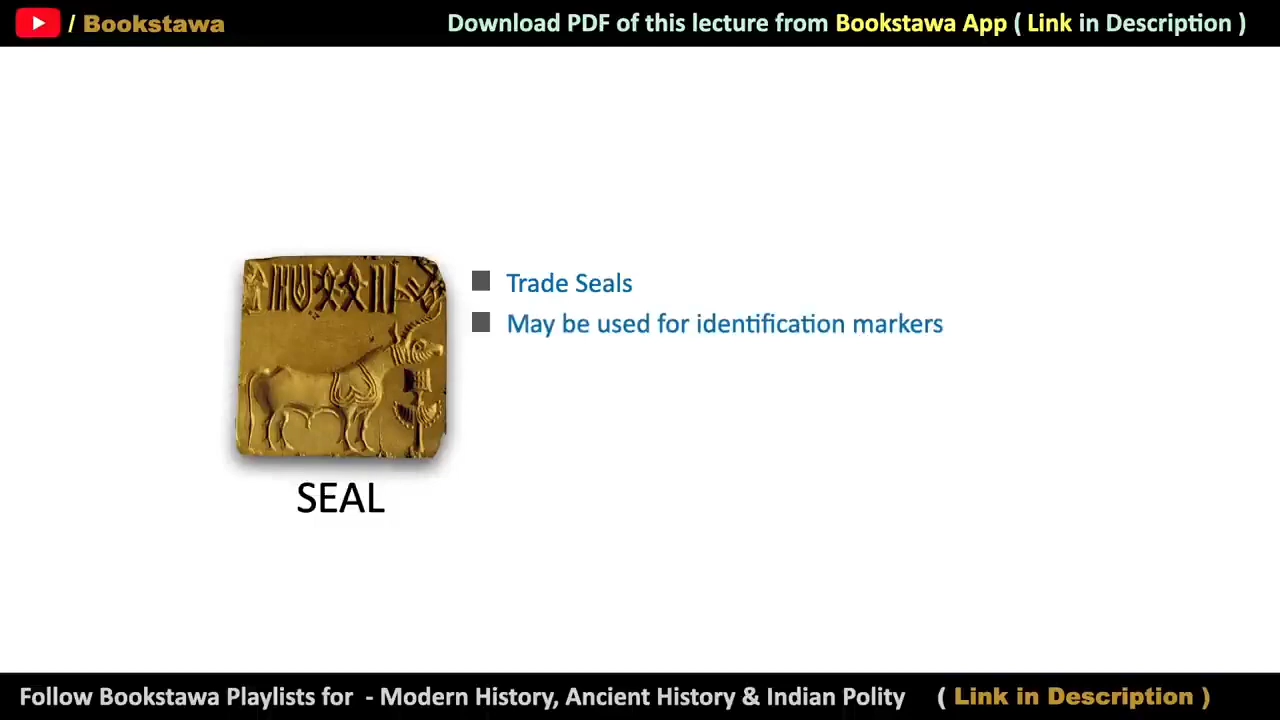 / Bookstawa
Download PDF of this lecture from Bookstawa App ( Link in Description )
Trade Seals
May be used for identification markers
SEAL
Follow Bookstawa Playlists for - Modern History, Ancient History & Indian Polity ( Link in Description )